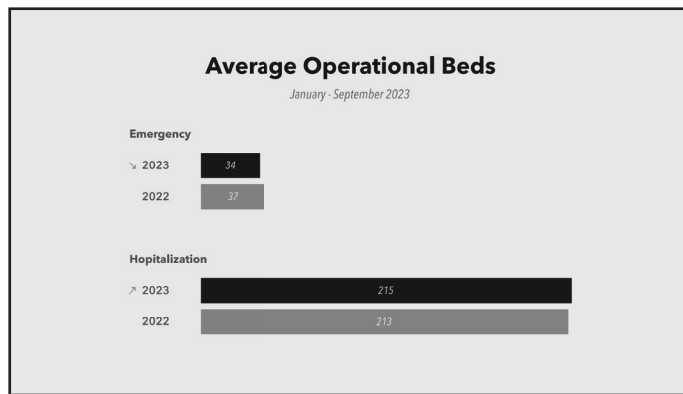 Average Operational Beds
January - September 2023
Emergency
↘ 2023 34
2022 37
Hopitalization
↗ 2023 215
2022 213